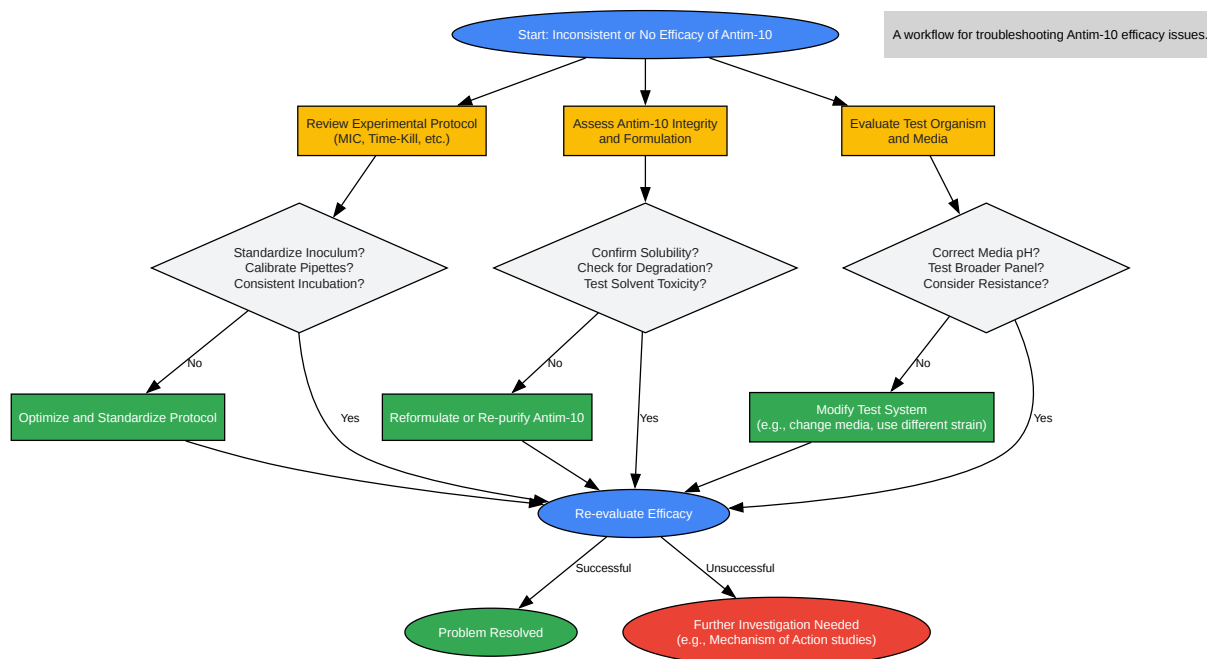 Start: Inconsistent or No Efficacy of Antim-10
A workflow for troubleshooting Antim-10 efficacy issues.
Review Experimental Protocol
(MIC, Time-Kill, etc.)
Assess Antim-10 Integrity
and Formulation
Evaluate Test Organism
and Media
Standardize Inoculum?
Calibrate Pipettes?
Consistent Incubation?
Confirm Solubility?
Check for Degradation?
Test Solvent Toxicity?
Correct Media pH?
Test Broader Panel?
Consider Resistance?
No
No
No
Optimize and Standardize Protocol
Yes
Reformulate or Re-purify Antim-10
Yes
Modify Test System
(e.g., change media, use different strain)
Yes
Re-evaluate Efficacy
Successful
Unsuccessful
Problem Resolved
Further Investigation Needed
(e.g., Mechanism of Action studies)